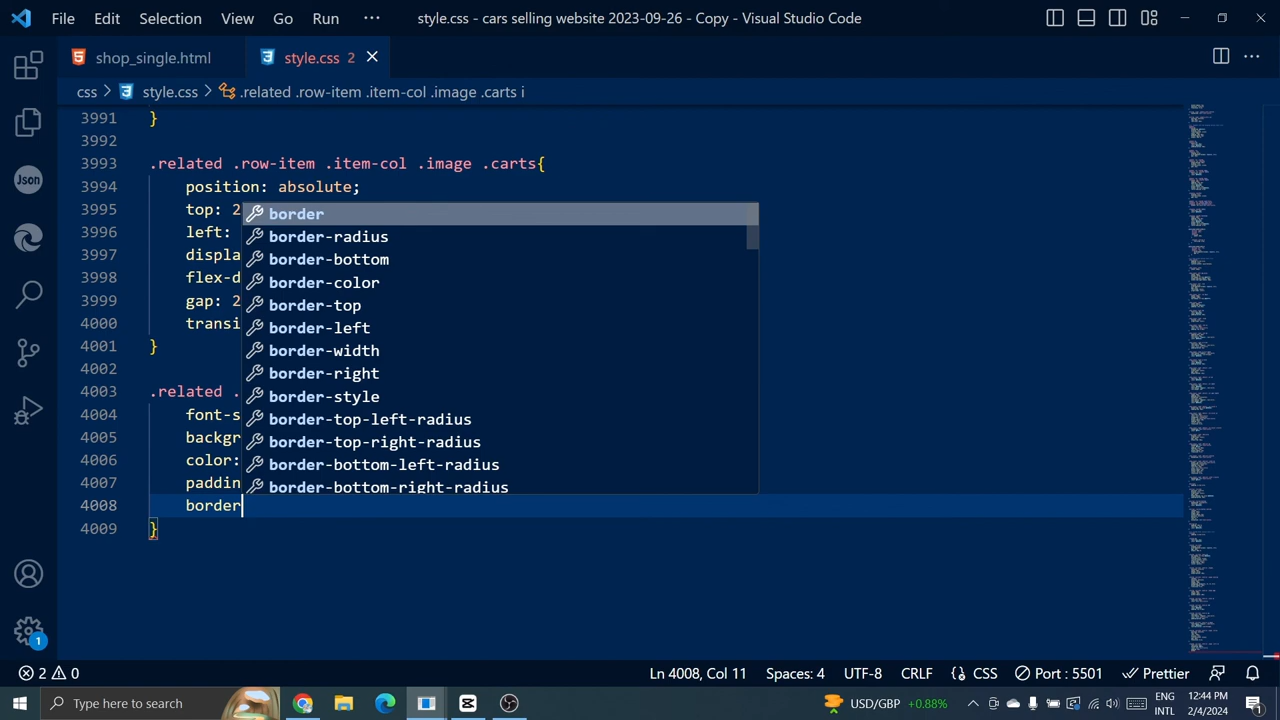 File Edit Selection View Go Run ··· style.css - cars selling website 2023-09-26 - Copy - Visual Studio Code
shop_single.html style.css 2
css > style.css > .related .row-item .item-col .image .carts i
3991 }
3992
3993 .related .row-item .item-col .image .carts{
3994 position: absolute;
3995 top: 2
3996 left:
3997 displa
3998 flex-d
3999 gap: 2
4000 transi
4001 }
4002
4003 .related .
4004 font-s
4005 backgr
4006 color:
4007 paddin
4008 border
4009 }
border
border-radius
border-bottom
border-color
border-top
border-left
border-width
border-right
border-style
border-top-left-radius
border-top-right-radius
border-bottom-left-radius
border-bottom-right-radius
Json
1
2 0 Ln 4008, Col 11 Spaces: 4 UTF-8 CRLF {} CSS Port : 5501 Prettier
Type here to search USD/GBP +0.88% ENG INTL 12:44 PM 2/4/2024 1